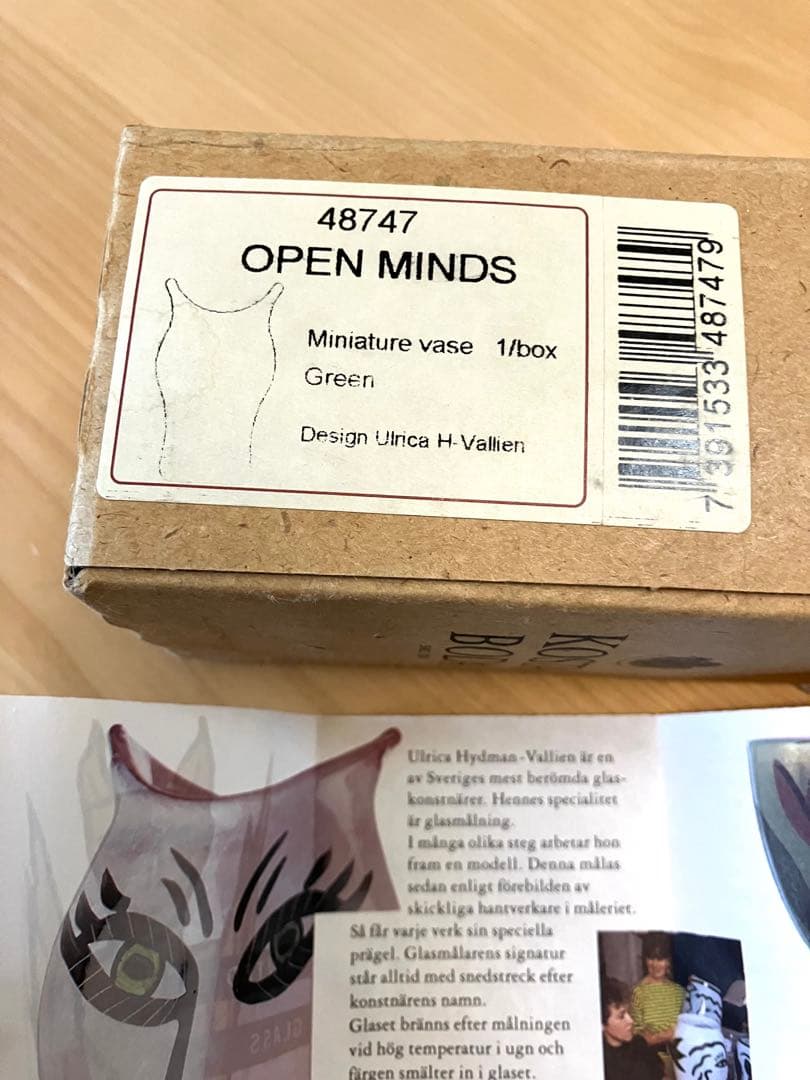 48747
OPEN MINDS
Miniature vase 1/box
Green
Design Ulrica H-Vallien
7 391533 487479
KOS
BOD
Ulrica Hydman-Vallien är en
av Sveriges mest berömda glas-
konstnärer. Hennes specialitet
är glasmålning.
I många olika steg arbetar hon
fram en modell. Denna målas
sedan enligt förebilden av
skickliga hantverkare i måleriet.
Så får varje verk sin speciella
prägel. Glasmålarens signatur
står alltid med snedstreck efter
konstnärens namn.
Glaset bränns efter målningen
vid hög temperatur i ugn och
färgen smälter in i glaset.
GLASS